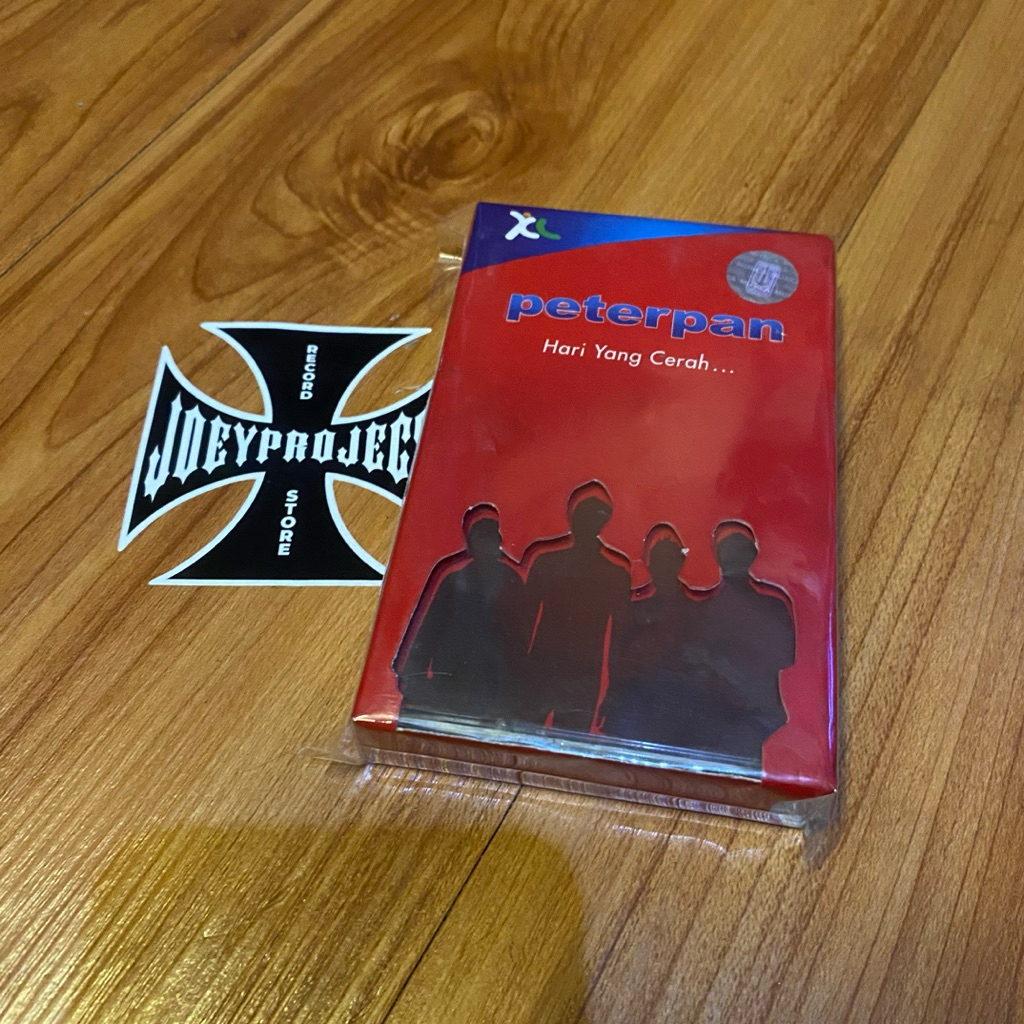 XL
peterpan
Hari Yang Cerah...
RECORD
JOEYPROJEC
STORE